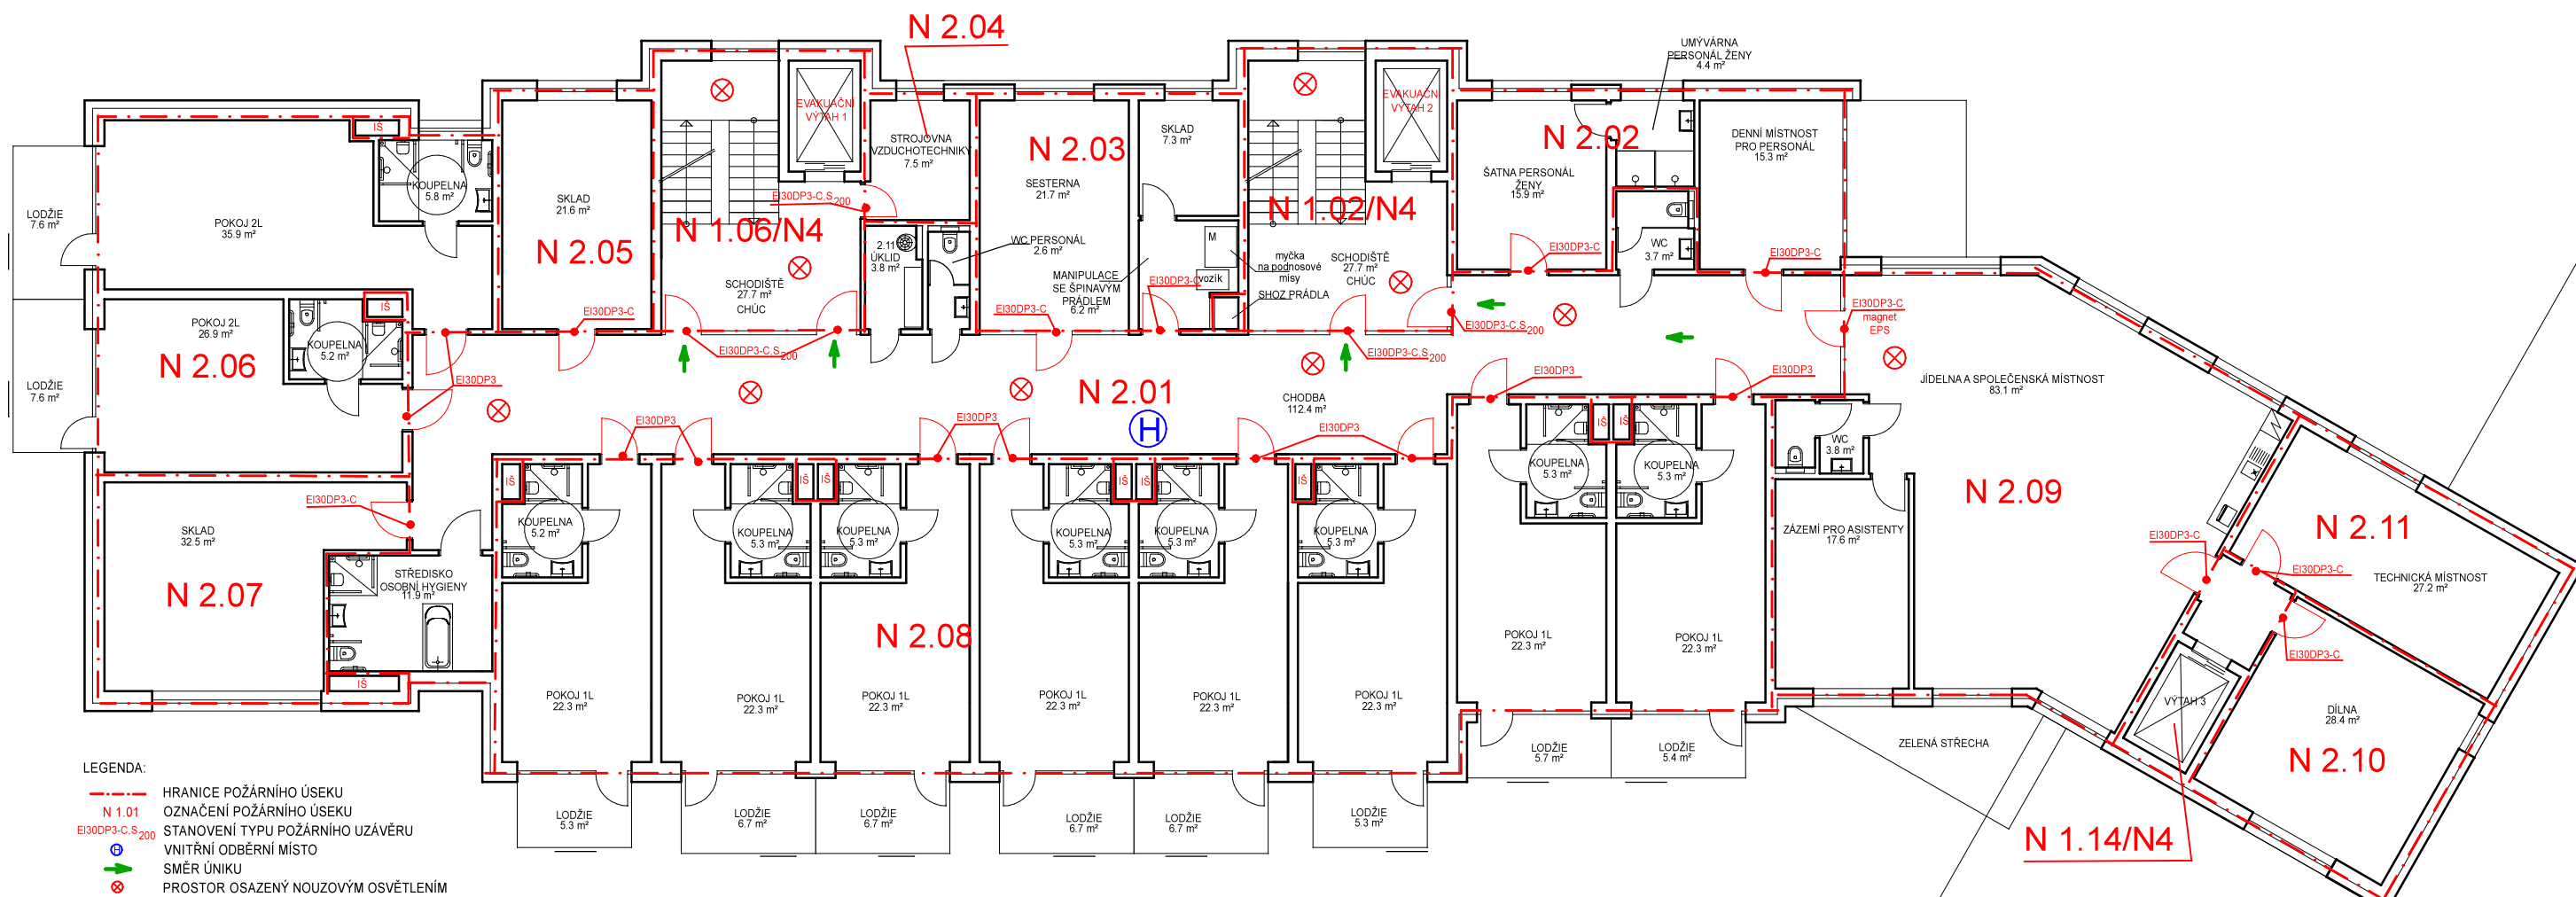 N 2.04
UMÝVÁRNA
PERSONÁL ŽENY
4.4 m²
EVAKUAČNÍ
VÝTAH 1
EVAKUAČNÍ
VÝTAH 2
IŠ
KOUPELNA
5.8 m²
LODŽIE
7.6 m²
POKOJ 2L
35.9 m²
SKLAD
21.6 m²
N 2.05
N 1.06/N4
STROJOVNA
VZDUCHOTECHNIKY
7.5 m²
EI30DP3-C,S200
N 2.03
SESTERNA
21.7 m²
SKLAD
7.3 m²
N 1.02/N4
N 2.02
ŠATNA PERSONÁL
ŽENY
15.9 m²
DENNÍ MÍSTNOST
PRO PERSONÁL
15.3 m²
2.11
ÚKLID
3.8 m²
WC PERSONÁL
2.6 m²
MANIPULACE
SE ŠPINAVÝM
PRÁDLEM
6.2 m²
M
myčka
na podnosové
mísy
vozík
SHOZ PRÁDLA
SCHODIŠTĚ
27.7 m²
CHÚC
SCHODIŠTĚ
27.7 m²
CHÚC
WC
3.7 m²
EI30DP3-C
EI30DP3-C
EI30DP3-C
EI30DP3-C
EI30DP3-C
EI30DP3-C,S200
EI30DP3-C,S200
EI30DP3-C,S200
EI30DP3-C
magnet
EPS
IŠ
POKOJ 2L
26.9 m²
KOUPELNA
5.2 m²
N 2.06
LODŽIE
7.6 m²
EI30DP3
EI30DP3
EI30DP3
EI30DP3
EI30DP3
EI30DP3
N 2.01
H
CHODBA
112.4 m²
JÍDELNA A SPOLEČENSKÁ MÍSTNOST
83.1 m²
N 2.09
EI30DP3-C
SKLAD
32.5 m²
N 2.07
STŘEDISKO
OSOBNÍ HYGIENY
11.9 m²
IŠ
IŠ
IŠ
IŠ
IŠ
IŠ
IŠ
IŠ
IŠ
KOUPELNA
5.2 m²
KOUPELNA
5.3 m²
KOUPELNA
5.3 m²
KOUPELNA
5.3 m²
KOUPELNA
5.3 m²
KOUPELNA
5.3 m²
KOUPELNA
5.3 m²
KOUPELNA
5.3 m²
WC
3.8 m²
ZÁZEMÍ PRO ASISTENTY
17.6 m²
N 2.11
TECHNICKÁ MÍSTNOST
27.2 m²
EI30DP3-C
EI30DP3-C
EI30DP3-C
N 2.08
POKOJ 1L
22.3 m²
POKOJ 1L
22.3 m²
POKOJ 1L
22.3 m²
POKOJ 1L
22.3 m²
POKOJ 1L
22.3 m²
POKOJ 1L
22.3 m²
POKOJ 1L
22.3 m²
POKOJ 1L
22.3 m²
VÝTAH 3
DÍLNA
28.4 m²
N 2.10
N 1.14/N4
ZELENÁ STŘECHA
LODŽIE
5.7 m²
LODŽIE
5.4 m²
LODŽIE
5.3 m²
LODŽIE
6.7 m²
LODŽIE
6.7 m²
LODŽIE
6.7 m²
LODŽIE
6.7 m²
LODŽIE
5.3 m²
LEGENDA:
HRANICE POŽÁRNÍHO ÚSEKU
N 1.01 OZNAČENÍ POŽÁRNÍHO ÚSEKU
EI30DP3-C,S200 STANOVENÍ TYPU POŽÁRNÍHO UZÁVĚRU
H VNITŘNÍ ODBĚRNÍ MÍSTO
SMĚR ÚNIKU
PROSTOR OSAZENÝ NOUZOVÝM OSVĚTLENÍM